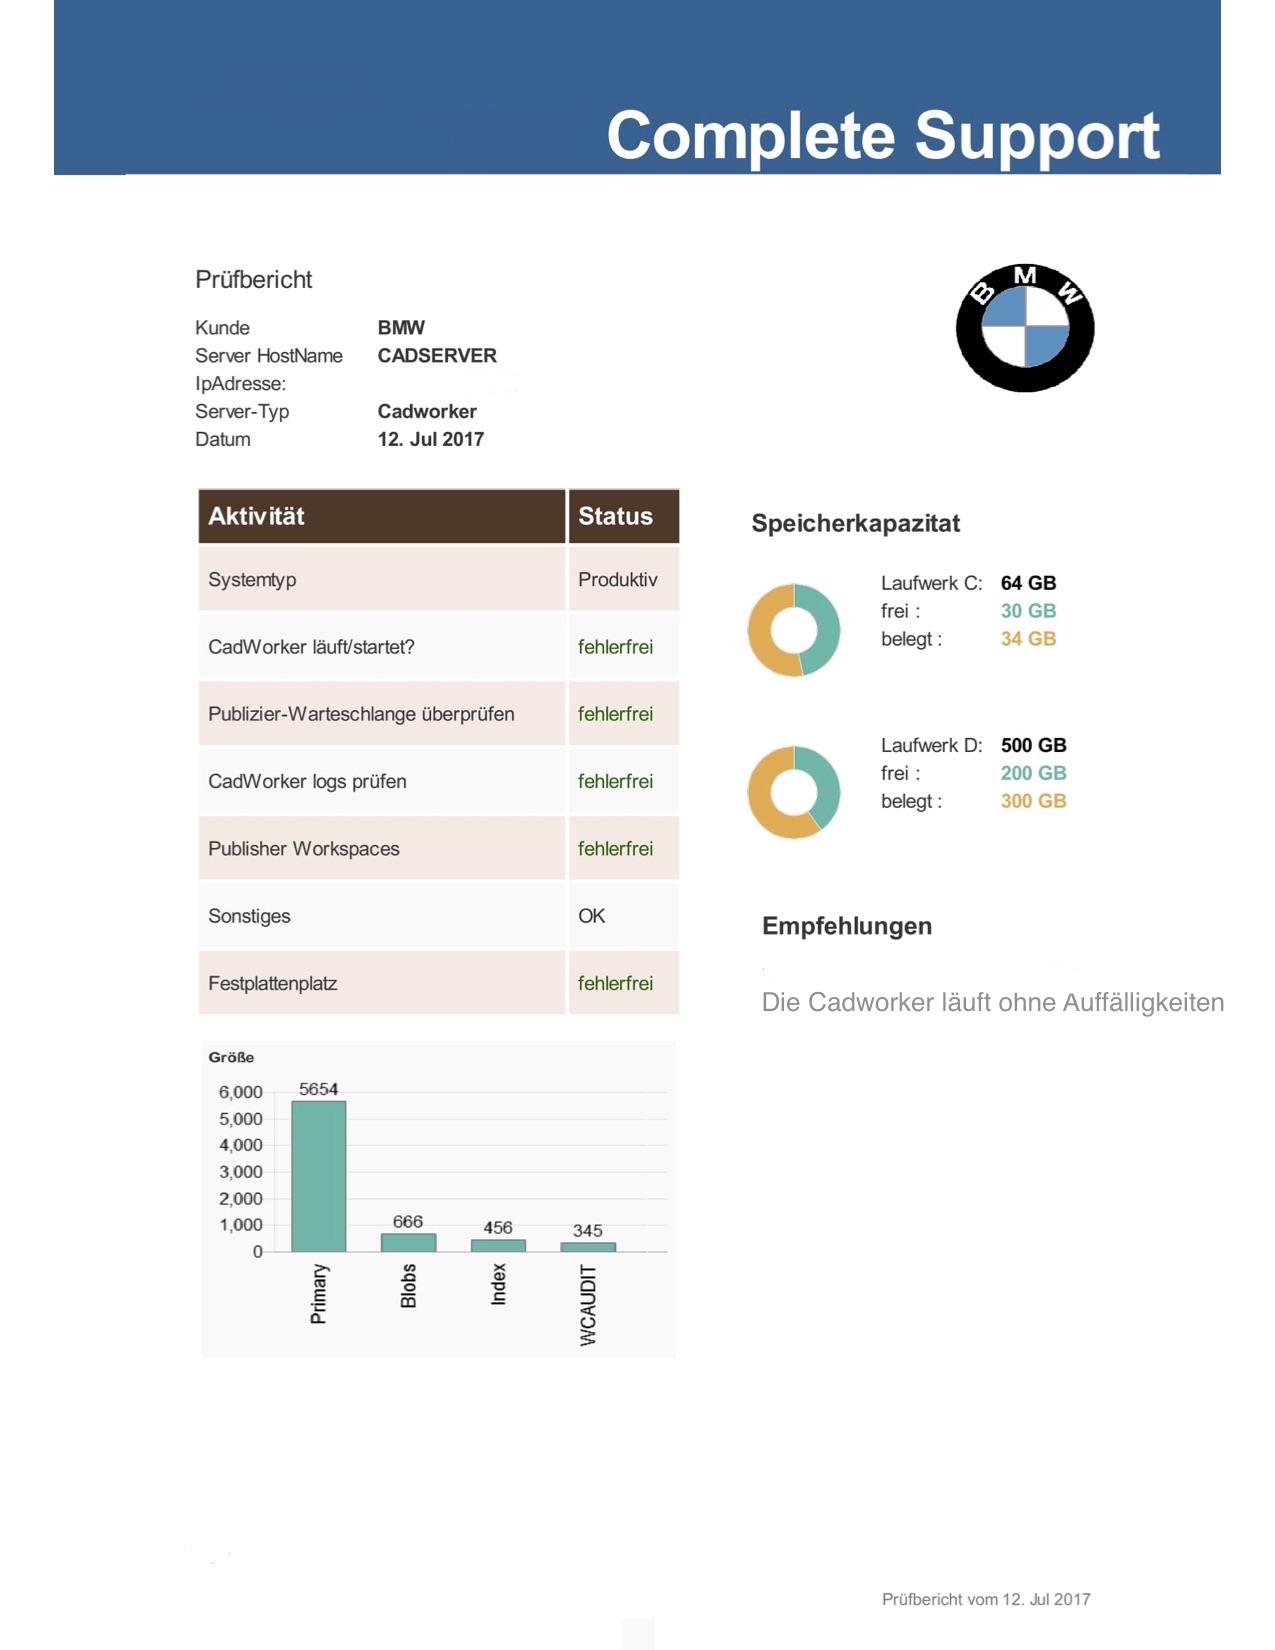 Complete Support
Prüfbericht
B M W
Kunde BMW
Server HostName CADSERVER
IpAdresse:
Server-Typ Cadworker
Datum 12. Jul 2017
Aktivität Status
Systemtyp Produktiv
CadWorker läuft/startet? fehlerfrei
Publizier-Warteschlange überprüfen fehlerfrei
CadWorker logs prüfen fehlerfrei
Publisher Workspaces fehlerfrei
Sonstiges OK
Festplattenplatz fehlerfrei
Speicherkapazitat
Laufwerk C: 64 GB
frei : 30 GB
belegt : 34 GB
Laufwerk D: 500 GB
frei : 200 GB
belegt : 300 GB
Empfehlungen
Die Cadworker läuft ohne Auffälligkeiten
Größe
6,000
5,000
4,000
3,000
2,000
1,000
0
5654
666
456
345
Primary
Blobs
Index
WCAUDIT
Prüfbericht vom 12. Jul 2017